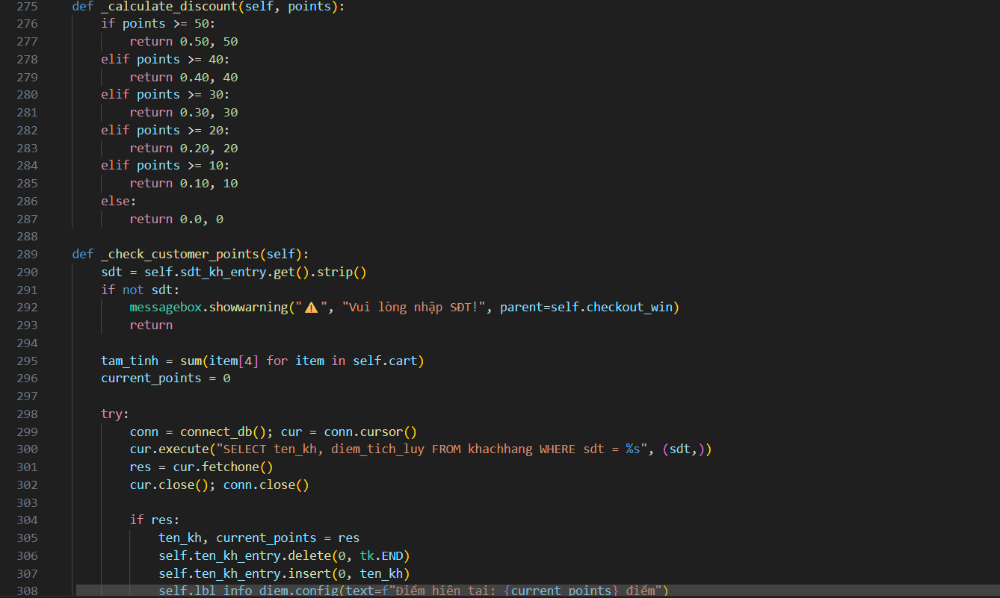 275 def _calculate_discount(self, points):
276 if points >= 50:
277 return 0.50, 50
278 elif points >= 40:
279 return 0.40, 40
280 elif points >= 30:
281 return 0.30, 30
282 elif points >= 20:
283 return 0.20, 20
284 elif points >= 10:
285 return 0.10, 10
286 else:
287 return 0.0, 0
288
289 def _check_customer_points(self):
290 sdt = self.sdt_kh_entry.get().strip()
291 if not sdt:
292 messagebox.showwarning("⚠️", "Vui lòng nhập SĐT!", parent=self.checkout_win)
293 return
294
295 tam_tinh = sum(item[4] for item in self.cart)
296 current_points = 0
297
298 try:
299 conn = connect_db(); cur = conn.cursor()
300 cur.execute("SELECT ten_kh, diem_tich_luy FROM khachhang WHERE sdt = %s", (sdt,))
301 res = cur.fetchone()
302 cur.close(); conn.close()
303
304 if res:
305 ten_kh, current_points = res
306 self.ten_kh_entry.delete(0, tk.END)
307 self.ten_kh_entry.insert(0, ten_kh)
308 self.lbl_info_diem.config(text=f"Điểm hiện tại: {current_points} điểm")